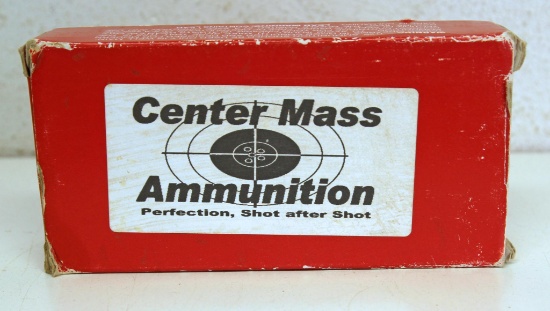 Center Mass
Ammunition
Perfection, Shot after Shot